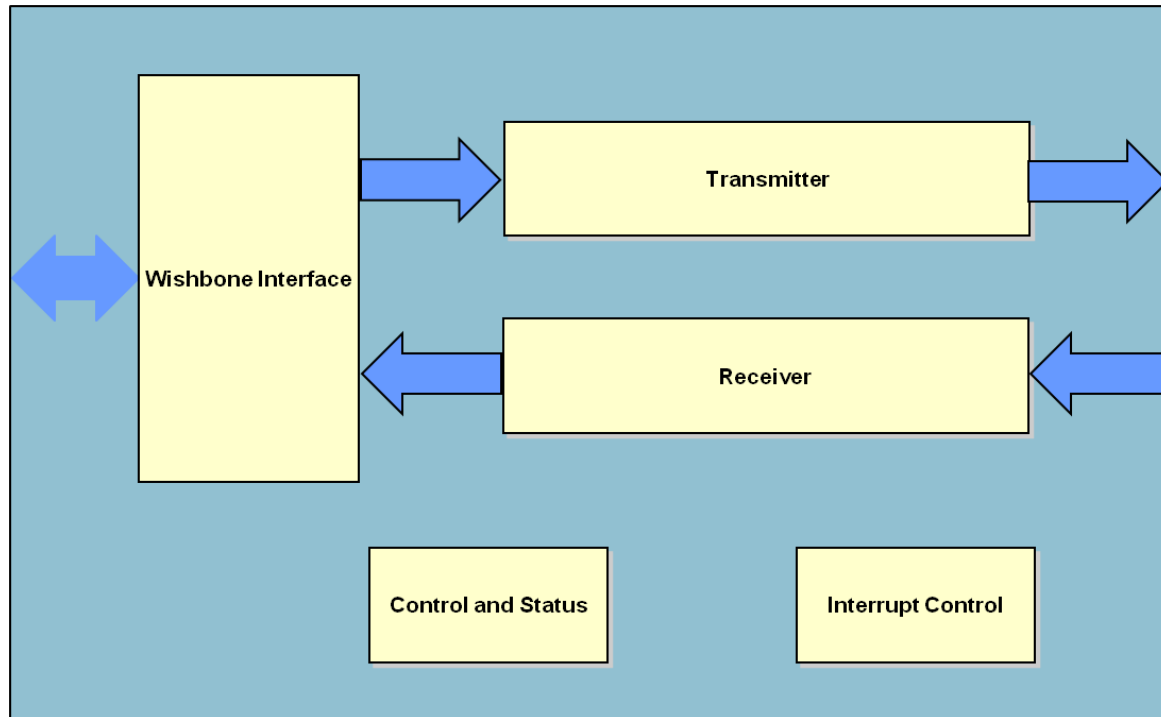 Transmitter
Wishbone Interface
Receiver
Control and Status
Interrupt Control